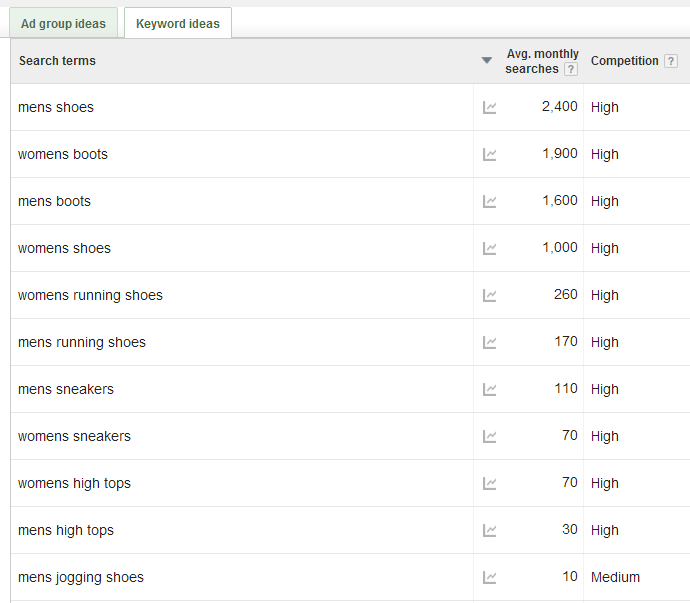 Ad group ideas Keyword ideas
Search terms Avg. monthly searches ? Competition ?
mens shoes 2,400 High
womens boots 1,900 High
mens boots 1,600 High
womens shoes 1,000 High
womens running shoes 260 High
mens running shoes 170 High
mens sneakers 110 High
womens sneakers 70 High
womens high tops 70 High
mens high tops 30 High
mens jogging shoes 10 Medium